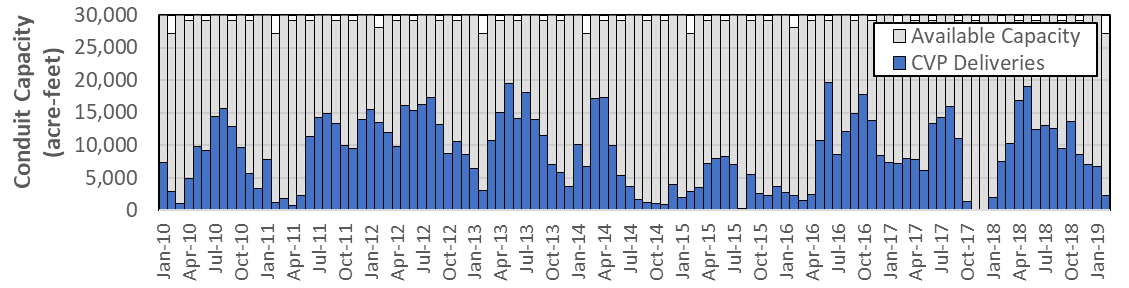 Conduit Capacity
(acre-feet)
30,000
25,000
20,000
15,000
10,000
5,000
0
Available Capacity
CVP Deliveries
Jan-10
Apr-10
Jul-10
Oct-10
Jan-11
Apr-11
Jul-11
Oct-11
Jan-12
Apr-12
Jul-12
Oct-12
Jan-13
Apr-13
Jul-13
Oct-13
Jan-14
Apr-14
Jul-14
Oct-14
Jan-15
Apr-15
Jul-15
Oct-15
Jan-16
Apr-16
Jul-16
Oct-16
Jan-17
Apr-17
Jul-17
Oct-17
Jan-18
Apr-18
Jul-18
Oct-18
Jan-19